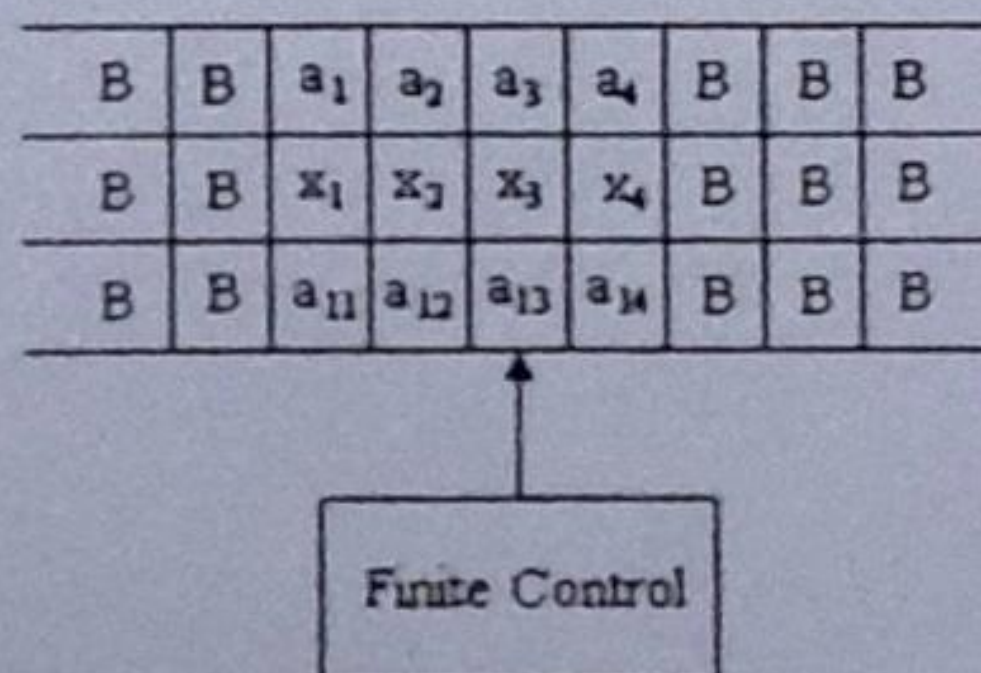 B B a₁ a₂ a₃ a₄ B B B
B B x₁ x₂ x₃ x₄ B B B
B B a₁₁ a₁₂ a₁₃ a₁₄ B B B
Finite Control